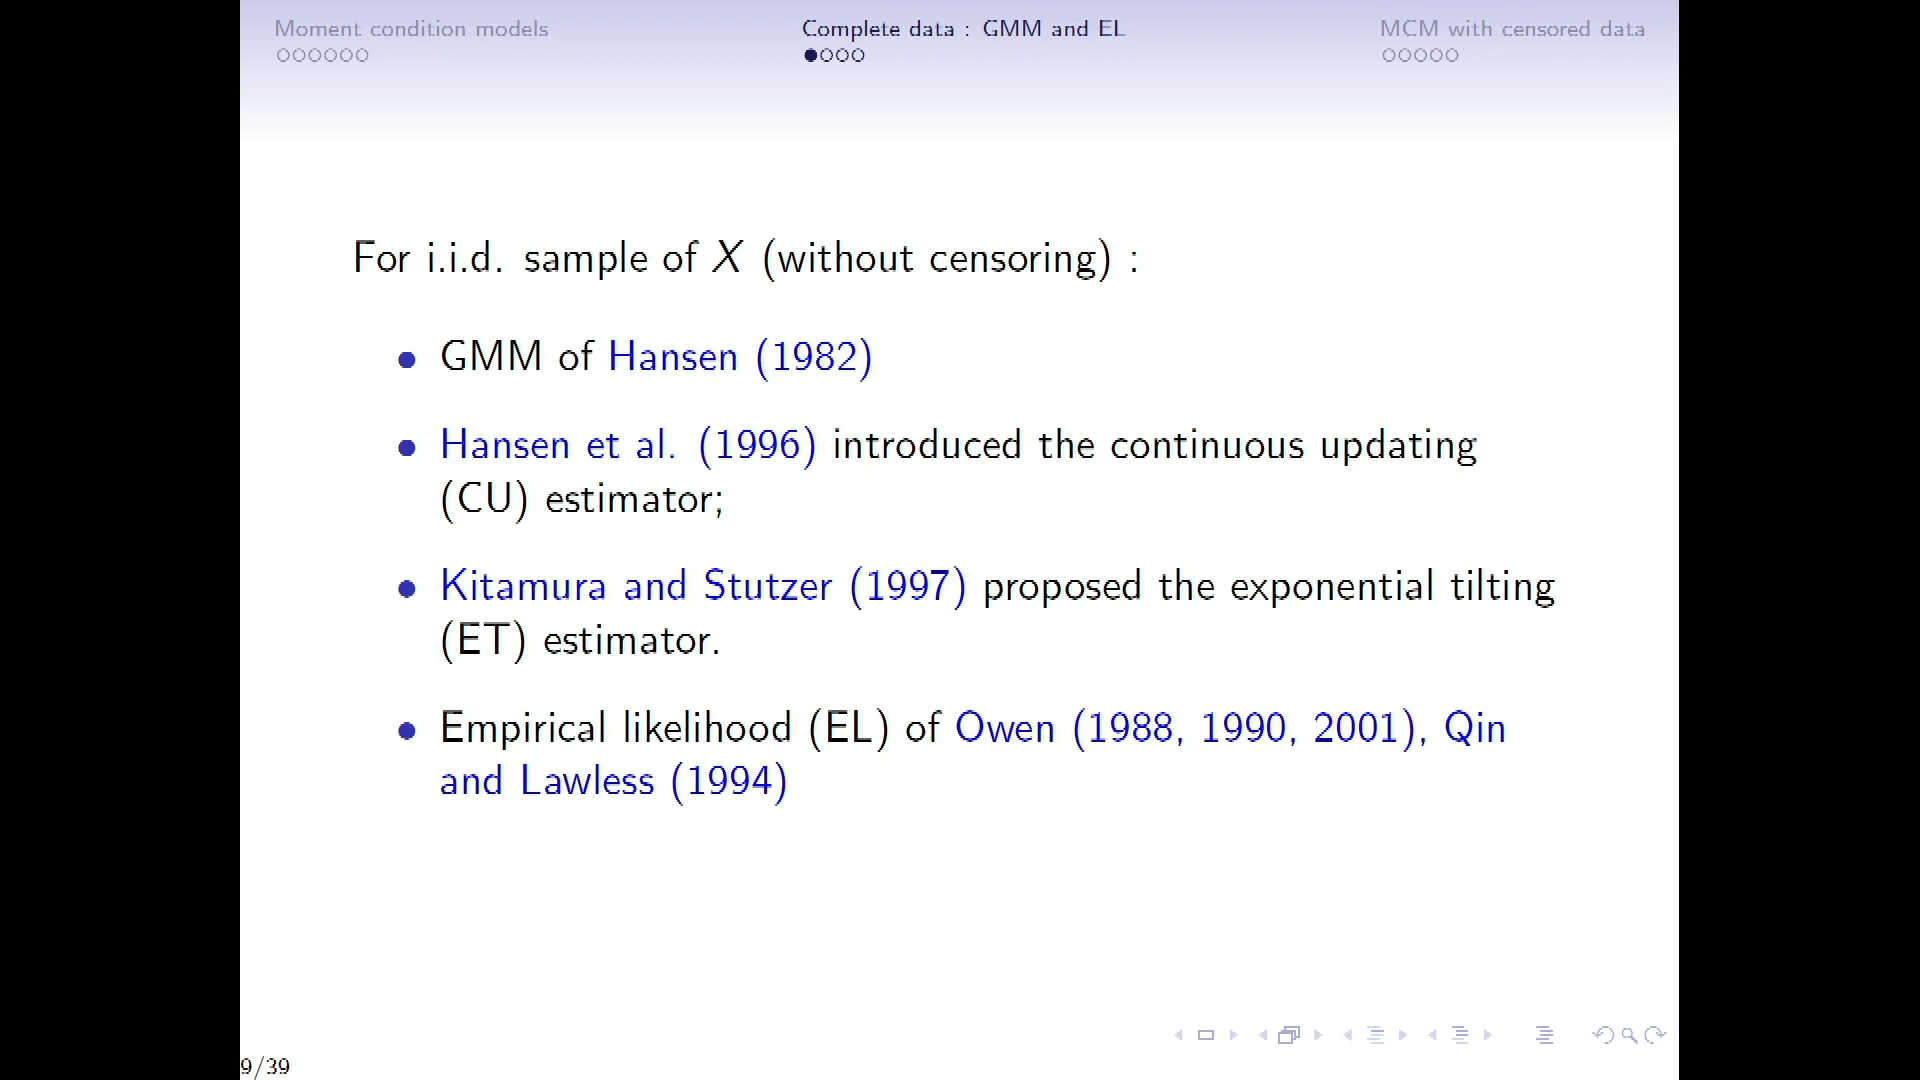 Moment condition models
Complete data : GMM and EL
MCM with censored data
For i.i.d. sample of X (without censoring) :
GMM of Hansen (1982)
Hansen et al. (1996) introduced the continuous updating
(CU) estimator;
Kitamura and Stutzer (1997) proposed the exponential tilting
(ET) estimator.
Empirical likelihood (EL) of Owen (1988, 1990, 2001), Qin
and Lawless (1994)
9/39